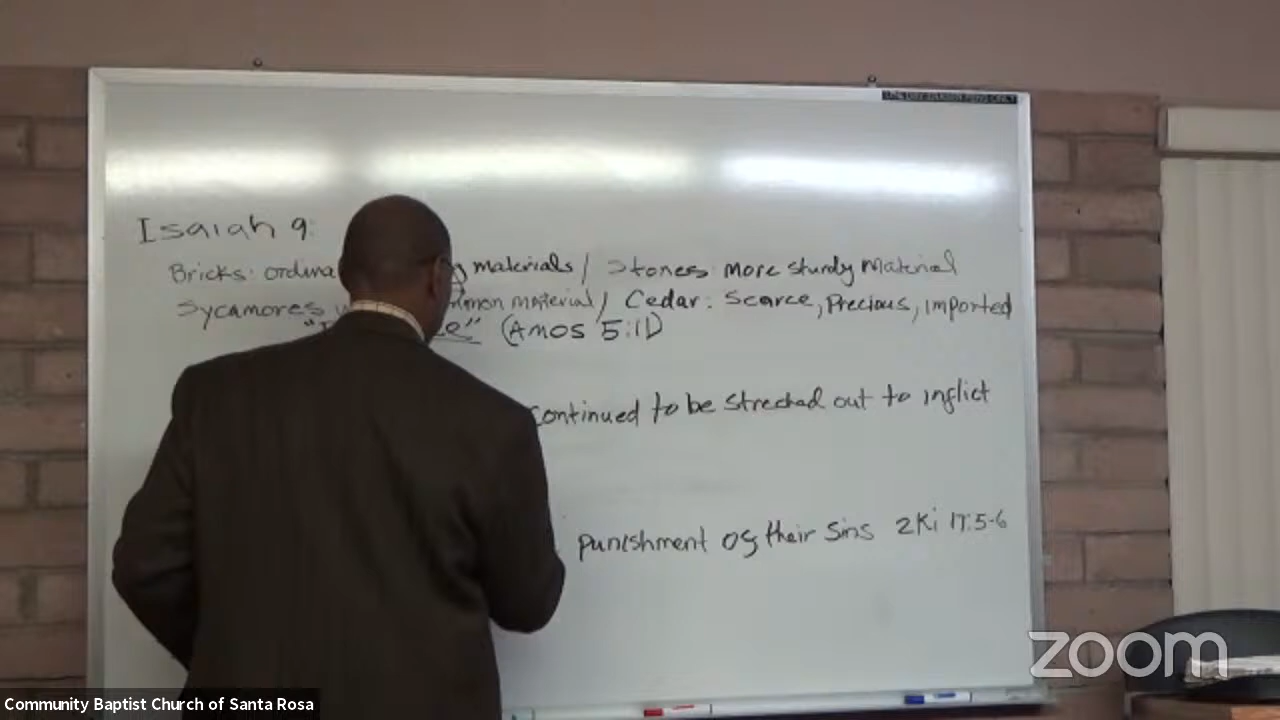 Isaiah 9:
Bricks: ordina g materials / Stones: more sturdy material
Sycamores mmon material / Cedar: Scarce, Precious, imported
(Amos 5:11)
Continued to be streched out to inflict
punishment of their Sins 2Ki 17:5-6
zoom
Community Baptist Church of Santa Rosa